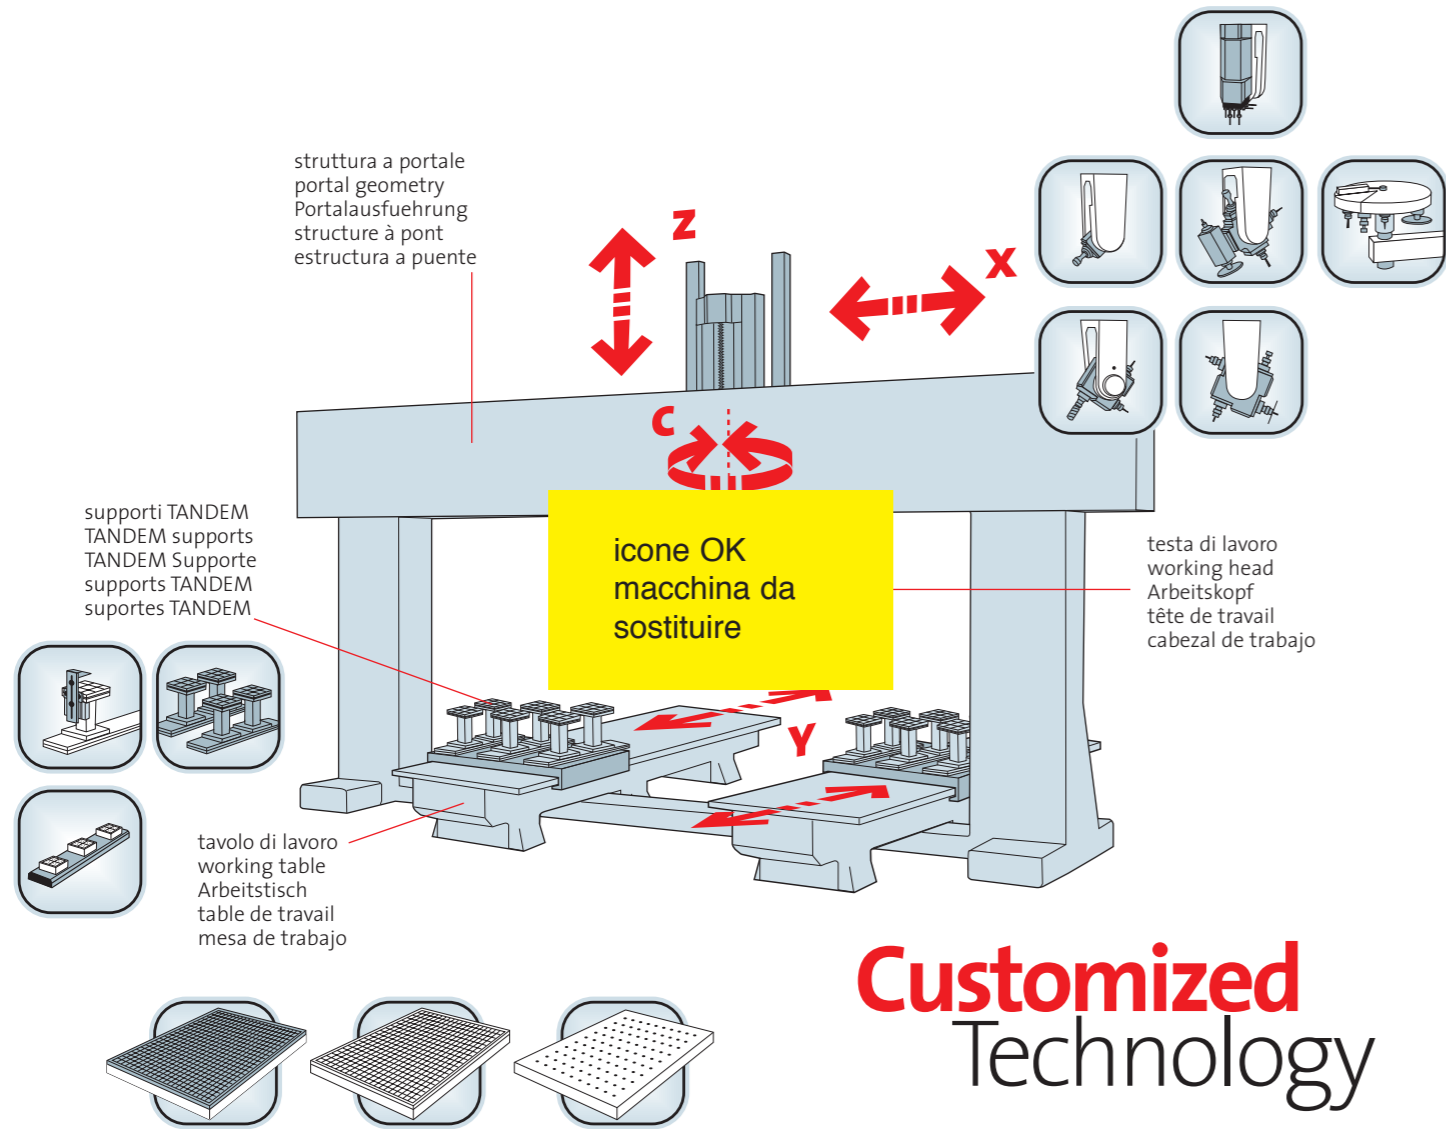 struttura a portale
portal geometry
Portalausfuehrung
structure à pont
estructura a puente
Z
X
C
supporti TANDEM
TANDEM supports
TANDEM Supporte
supports TANDEM
suportes TANDEM
icone OK
macchina da
sostituire
testa di lavoro
working head
Arbeitskopf
tête de travail
cabezal de trabajo
Y
tavolo di lavoro
working table
Arbeitstisch
table de travail
mesa de trabajo
Customized
Technology